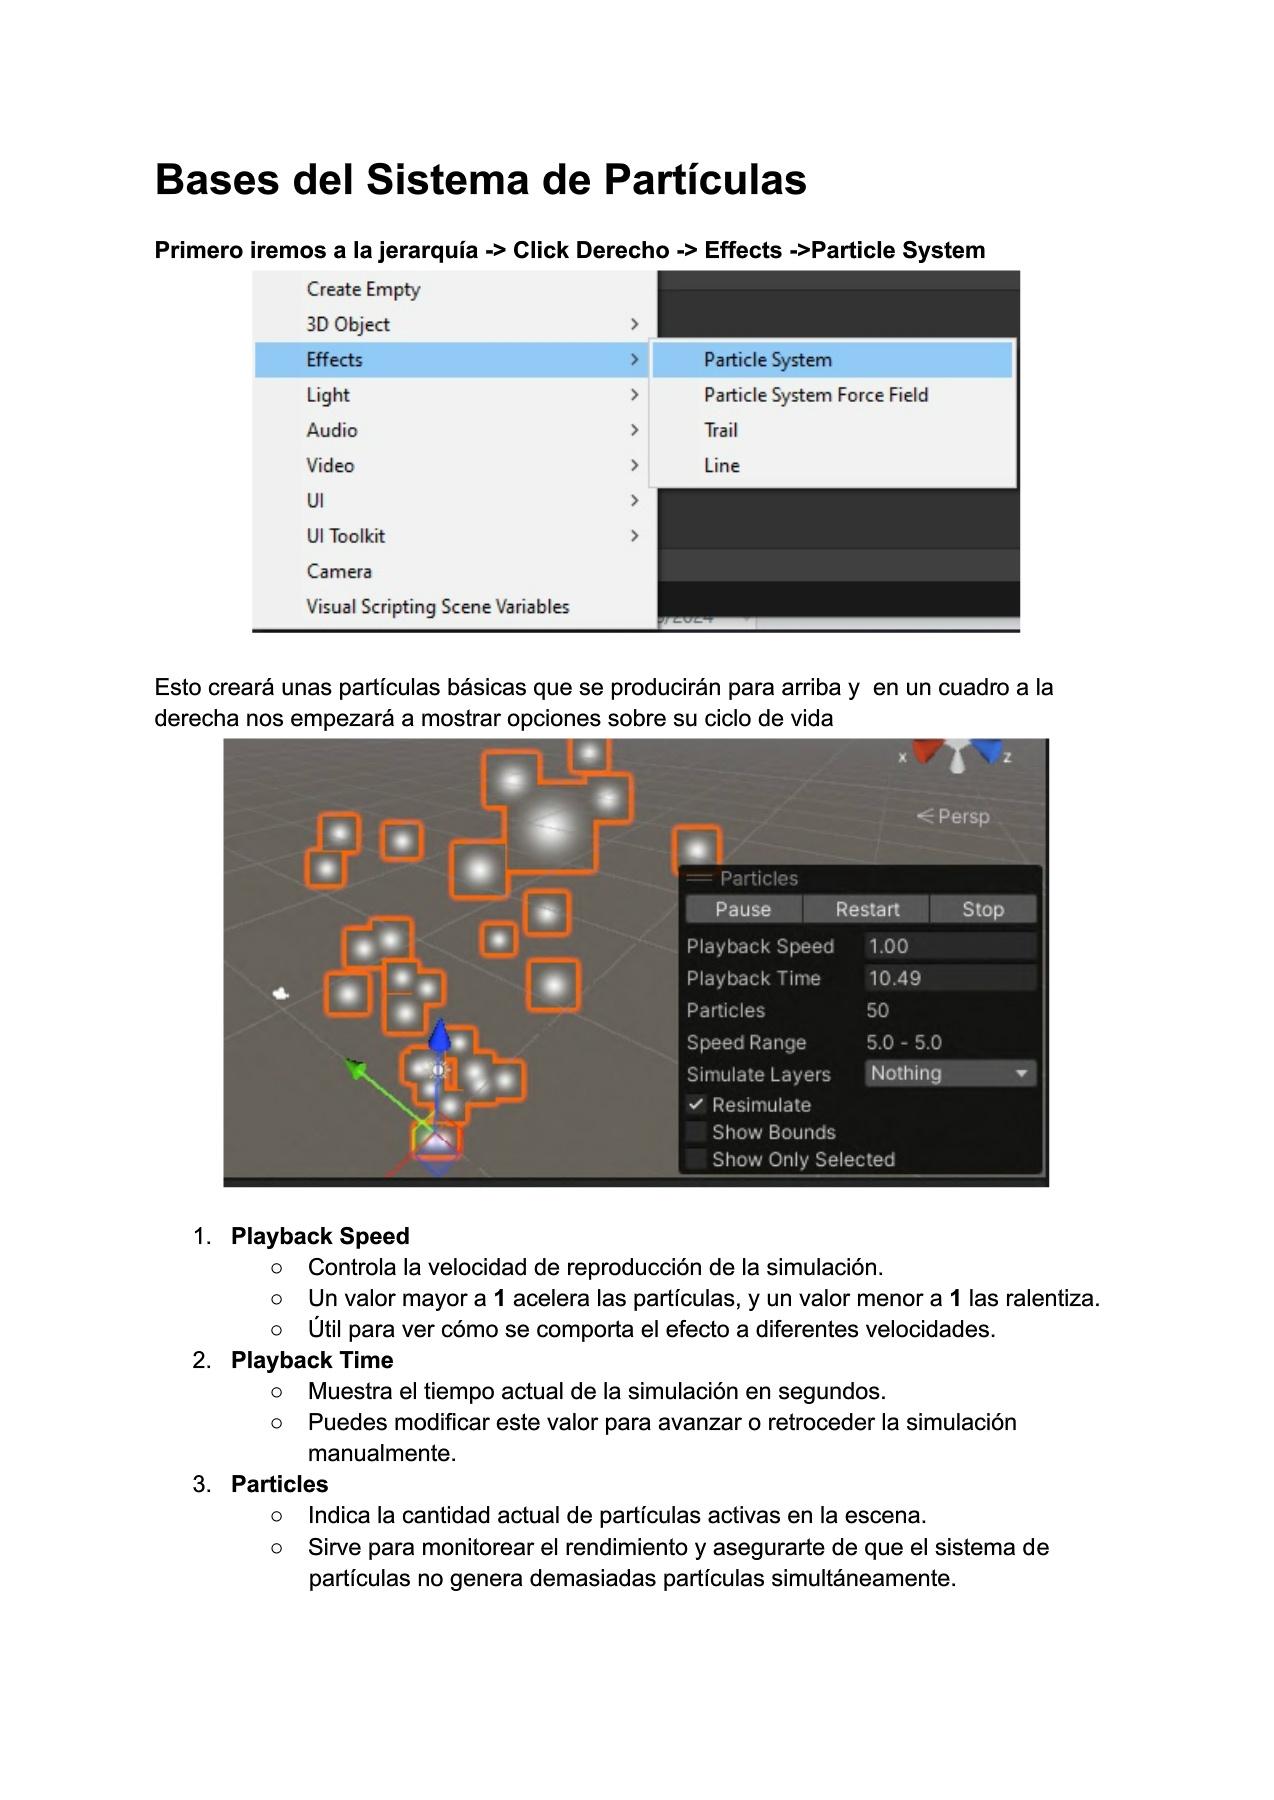 Bases del Sistema de Partículas
Primero iremos a la jerarquía -> Click Derecho -> Effects ->Particle System
Create Empty
3D Object
Effects
Light
Audio
Video
UI
UI Toolkit
Camera
Visual Scripting Scene Variables
Particle System
Particle System Force Field
Trail
Line
Esto creará unas partículas básicas que se producirán para arriba y  en un cuadro a la
derecha nos empezará a mostrar opciones sobre su ciclo de vida
x z
Persp
Particles
Pause Restart Stop
Playback Speed 1.00
Playback Time 10.49
Particles 50
Speed Range 5.0 - 5.0
Simulate Layers Nothing
Resimulate
Show Bounds
Show Only Selected
1. Playback Speed
○ Controla la velocidad de reproducción de la simulación.
○ Un valor mayor a 1 acelera las partículas, y un valor menor a 1 las ralentiza.
○ Útil para ver cómo se comporta el efecto a diferentes velocidades.
2. Playback Time
○ Muestra el tiempo actual de la simulación en segundos.
○ Puedes modificar este valor para avanzar o retroceder la simulación
manualmente.
3. Particles
○ Indica la cantidad actual de partículas activas en la escena.
○ Sirve para monitorear el rendimiento y asegurarte de que el sistema de
partículas no genera demasiadas partículas simultáneamente.